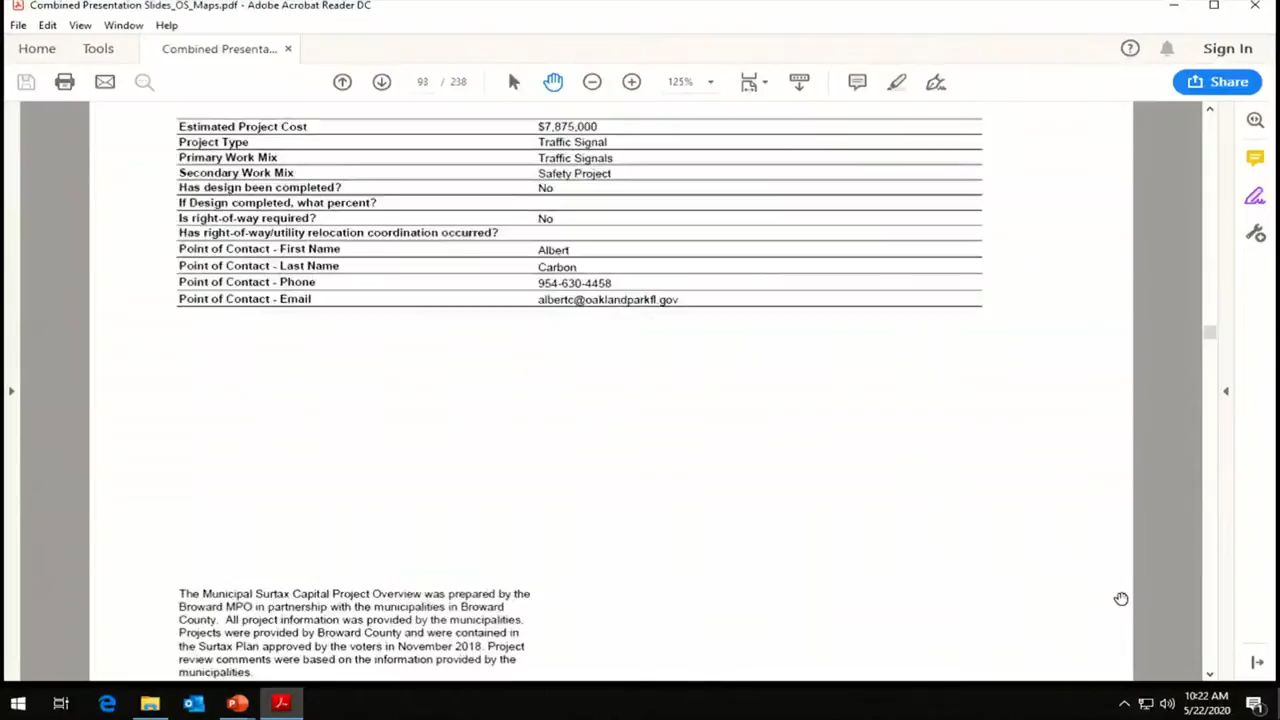 Combined Presentation Slides_OS_Maps.pdf - Adobe Acrobat Reader DC
File Edit View Window Help
Home Tools Combined Presenta... × Sign In
93 / 238 125% Share
Estimated Project Cost $7,875,000
Project Type Traffic Signal
Primary Work Mix Traffic Signals
Secondary Work Mix Safety Project
Has design been completed? No
If Design completed, what percent?
Is right-of-way required? No
Has right-of-way/utility relocation coordination occurred?
Point of Contact - First Name Albert
Point of Contact - Last Name Carbon
Point of Contact - Phone 954-630-4458
Point of Contact - Email albertc@oaklandparkfl.gov
The Municipal Surtax Capital Project Overview was prepared by the
Broward MPO in partnership with the municipalities in Broward
County. All project information was provided by the municipalities.
Projects were provided by Broward County and were contained in
the Surtax Plan approved by the voters in November 2018. Project
review comments were based on the information provided by the
municipalities.
10:22 AM
5/22/2020